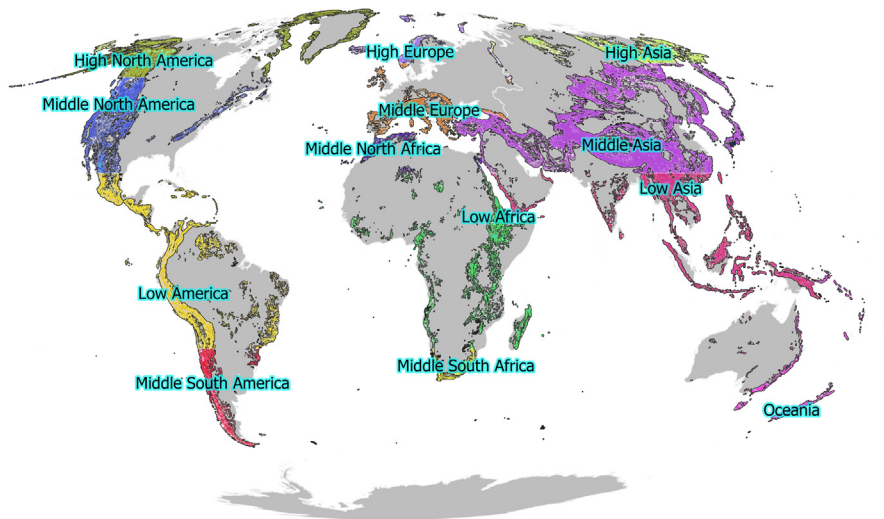 High Europe
High Asia
High North America
Middle North America
Middle Europe
Middle North Africa
Middle Asia
Low Asia
Low Africa
Low America
Middle South Africa
Middle South America
Oceania